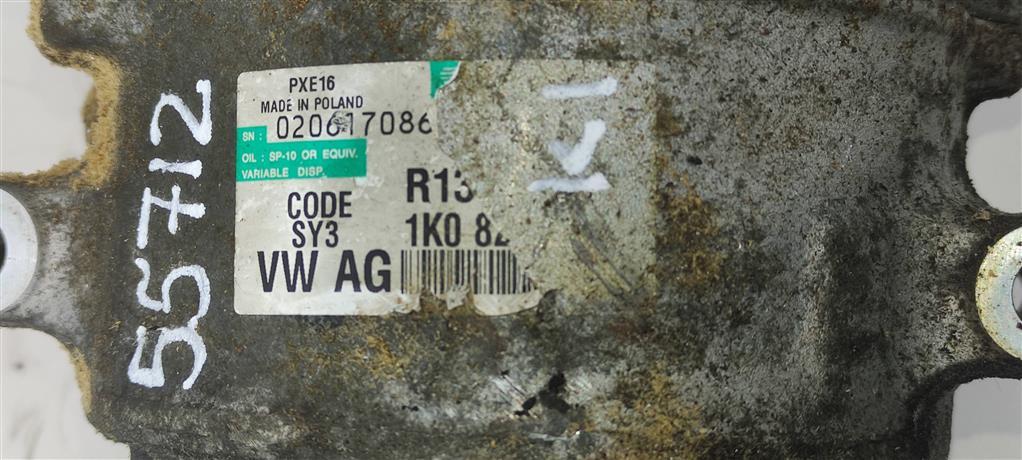 PXE16
MADE IN POLAND
SN : 020617086
OIL : SP-10 OR EQUIV.
VARIABLE DISP.
CODE R13
SY3 1K0 82
VW AG
55712